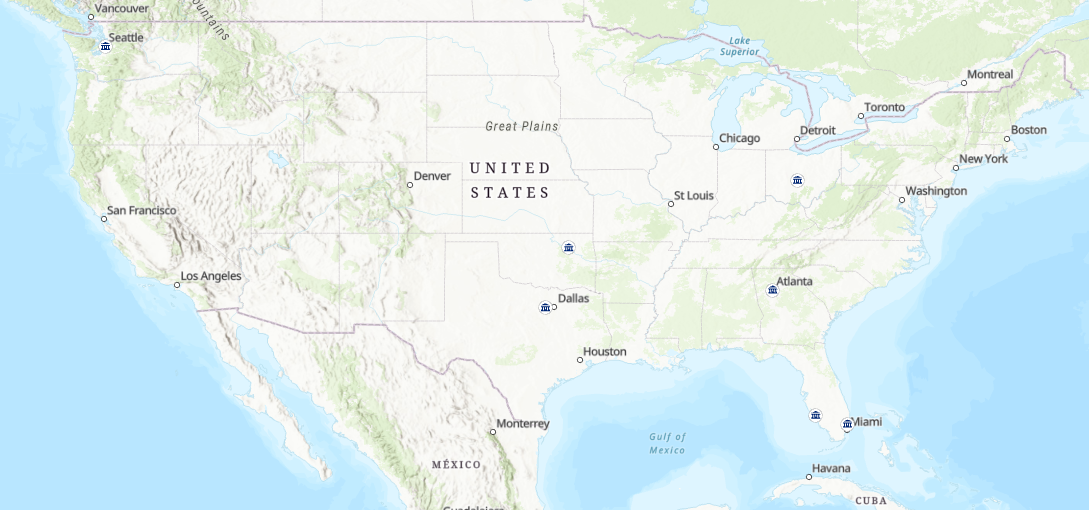 Vancouver
ountains
Seattle
Lake
Superior
Montreal
Toronto
Great Plains
Chicago
Detroit
Boston
New York
UNITED
STATES
Denver
St Louis
Washington
San Francisco
Los Angeles
Atlanta
Dallas
Houston
Monterrey
Miami
Gulf of
Mexico
MÉXICO
Havana
CUBA